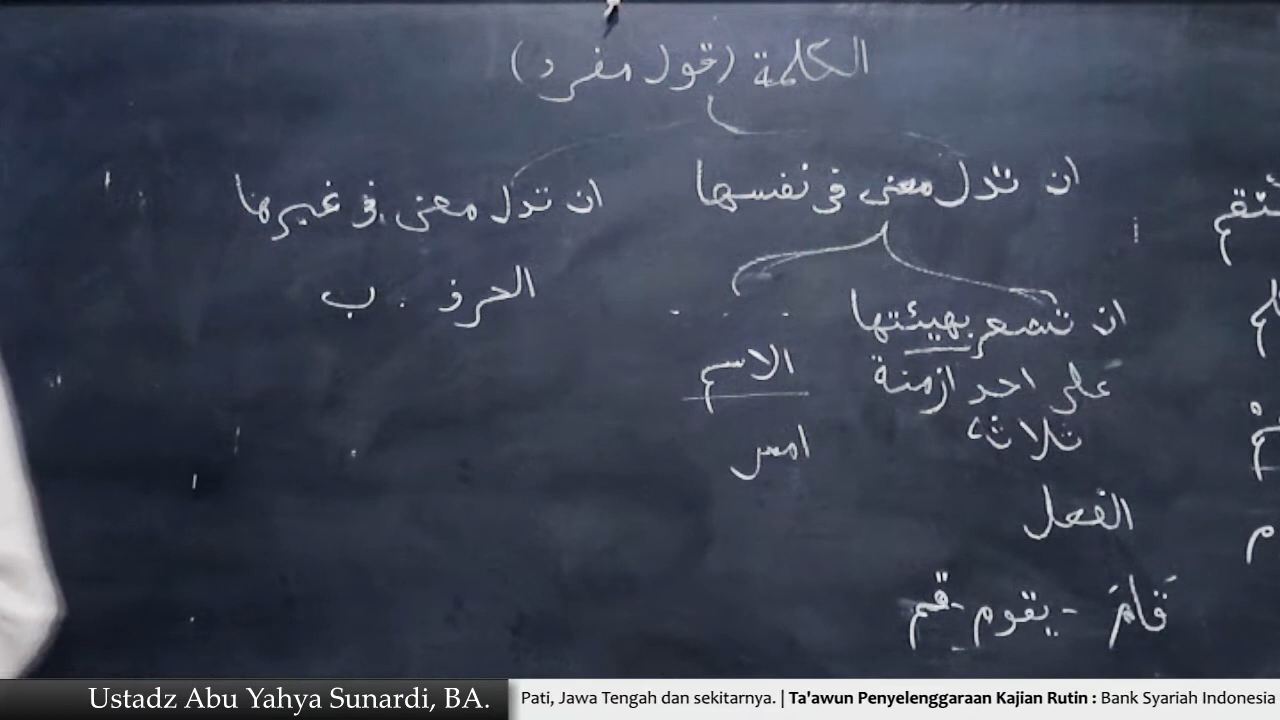 الكلمة (قول مفرد)
ان تدل معنى في نفسها
ان تدل معنى في غيرها
ان تشعر بهيئتها
على احد ازمنة
ثلاثة
الفعل
قَامَ - يقوم - قم
. . .
الاسم
امس
الحرف . ب
Ustadz Abu Yahya Sunardi, BA.
Pati, Jawa Tengah dan sekitarnya. | Ta'awun Penyelenggaraan Kajian Rutin : Bank Syariah Indonesia